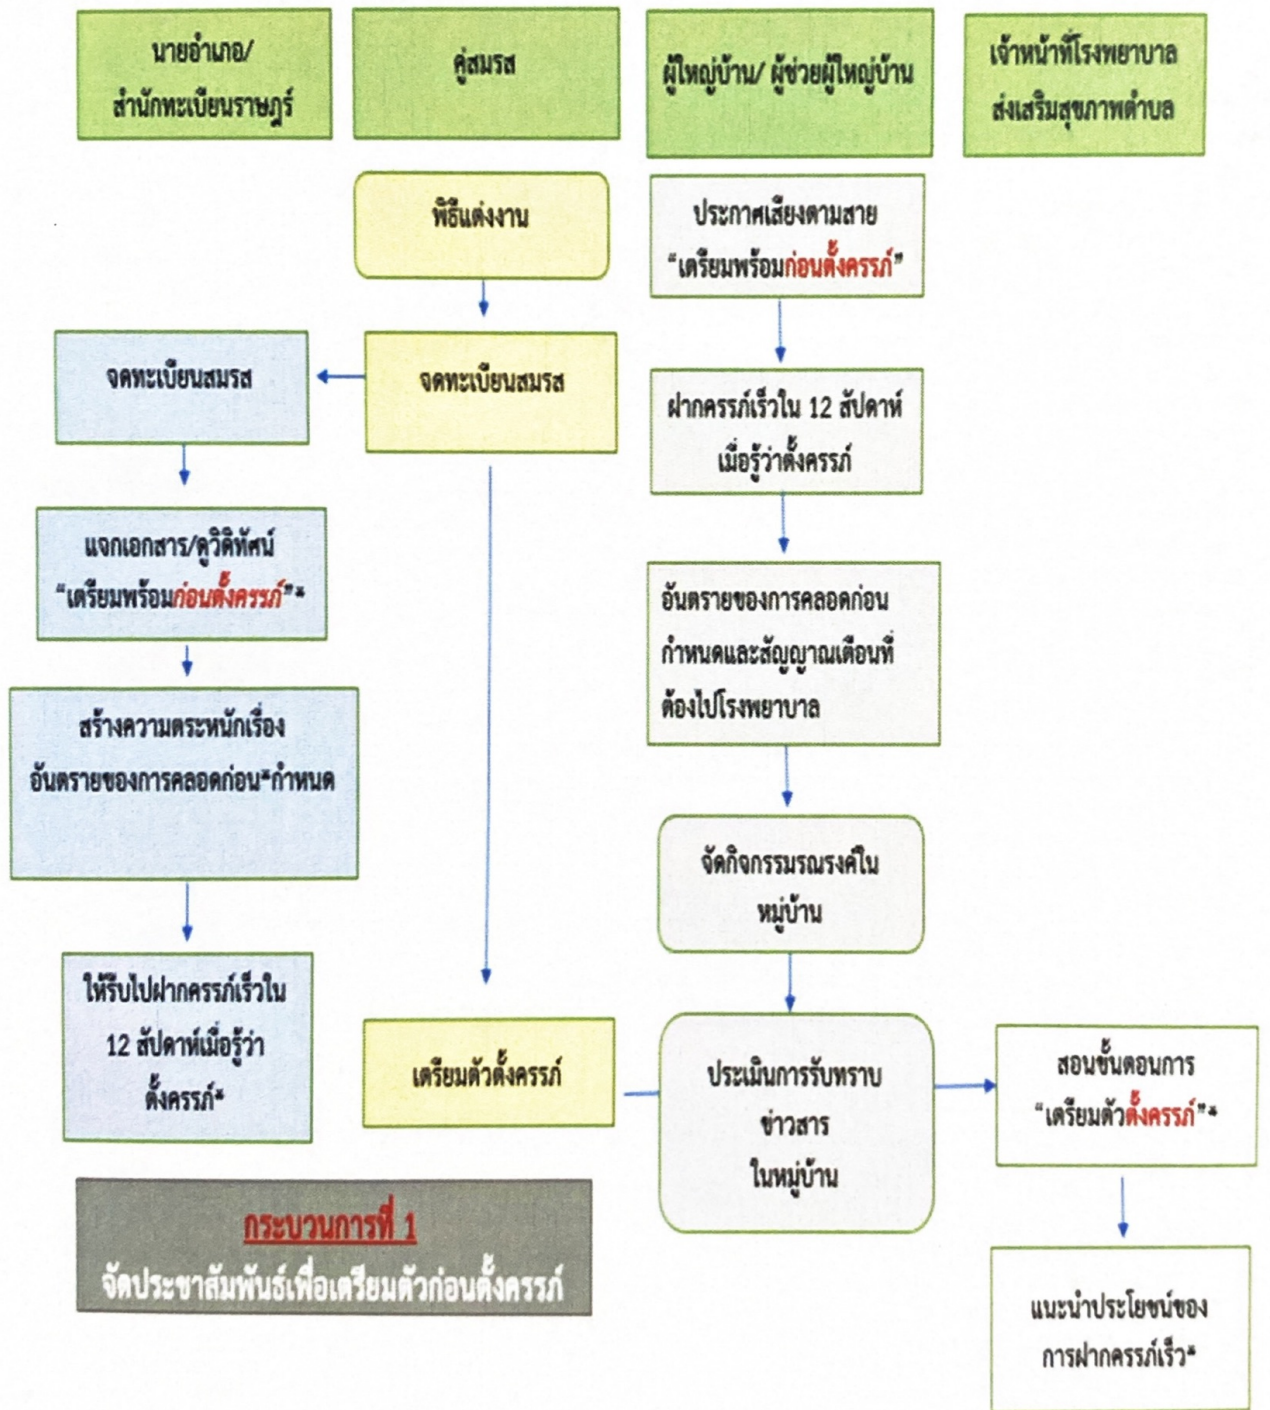 นายอำเภอ/
สำนักทะเบียนราษฎร์
คู่สมรส
ผู้ใหญ่บ้าน/ ผู้ช่วยผู้ใหญ่บ้าน
เจ้าหน้าที่โรงพยาบาล
ส่งเสริมสุขภาพตำบล
พิธีแต่งงาน
ประกาศเสียงตามสาย
“เตรียมพร้อมก่อนตั้งครรภ์”
จดทะเบียนสมรส
จดทะเบียนสมรส
ฝากครรภ์เร็วใน 12 สัปดาห์
เมื่อรู้ว่าตั้งครรภ์
แจกเอกสาร/ดูวิดิทัศน์
“เตรียมพร้อมก่อนตั้งครรภ์”*
อันตรายของการคลอดก่อน
กำหนดและสัญญาณเตือนที่
ต้องไปโรงพยาบาล
สร้างความตระหนักเรื่อง
อันตรายของการคลอดก่อน*กำหนด
จัดกิจกรรมรณรงค์ใน
หมู่บ้าน
ให้รีบไปฝากครรภ์เร็วใน
12 สัปดาห์เมื่อรู้ว่า
ตั้งครรภ์*
เตรียมตัวตั้งครรภ์
ประเมินการรับทราบ
ข่าวสาร
ในหมู่บ้าน
สอนขั้นตอนการ
“เตรียมตัวตั้งครรภ์”*
กระบวนการที่ 1
จัดประชาสัมพันธ์เพื่อเตรียมตัวก่อนตั้งครรภ์
แนะนำประโยชน์ของ
การฝากครรภ์เร็ว*